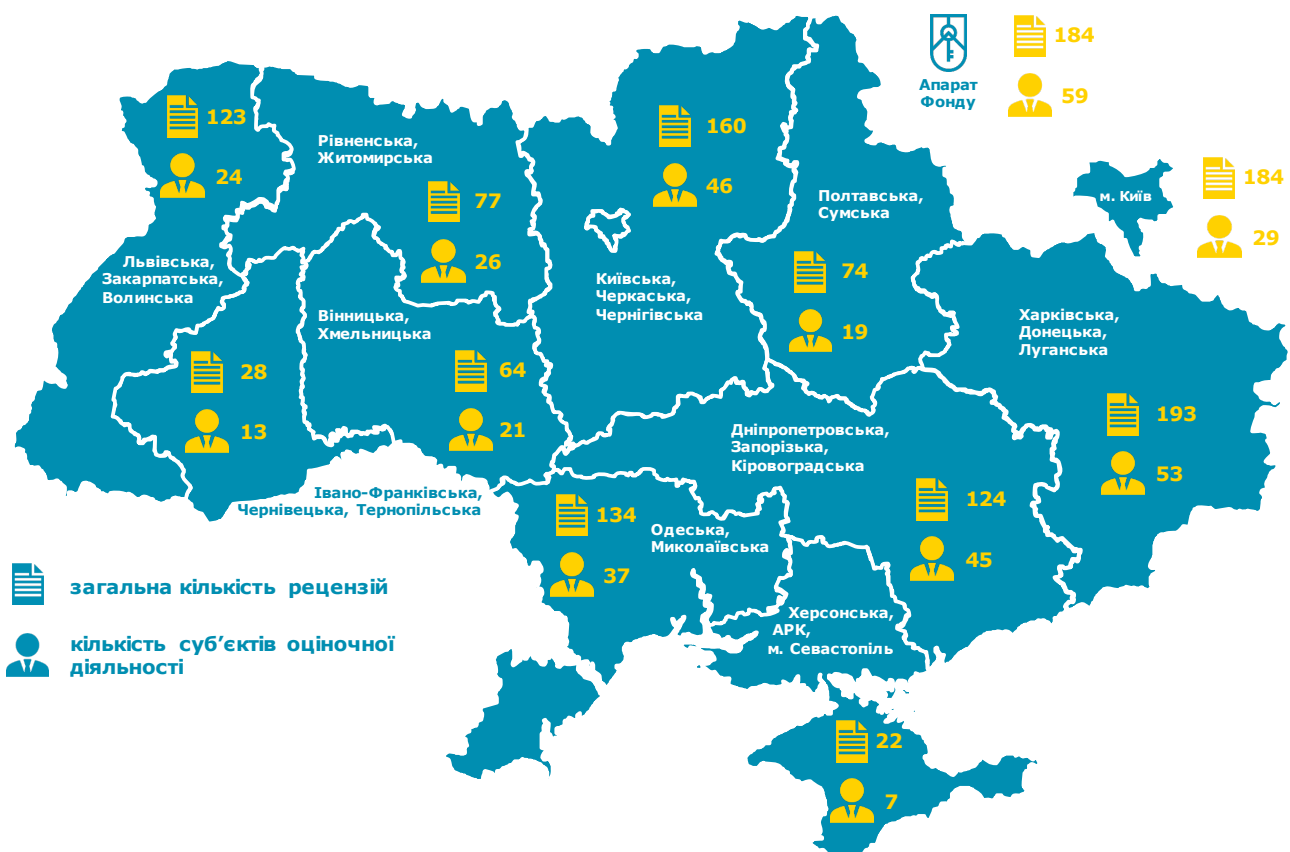 Апарат
Фонду
184
59
123
24
Львівська,
Закарпатська,
Волинська
Рівненська,
Житомирська
77
26
160
46
Київська,
Черкаська,
Чернігівська
Полтавська,
Сумська
74
19
м. Київ
184
29
Вінницька,
Хмельницька
64
21
28
13
Івано-Франківська,
Чернівецька, Тернопільська
Харківська,
Донецька,
Луганська
193
53
Дніпропетровська,
Запорізька,
Кіровоградська
124
45
134
37
Одеська,
Миколаївська
Херсонська,
АРК,
м. Севастополь
22
7
загальна кількість рецензій
кількість суб’єктів оціночної
діяльності